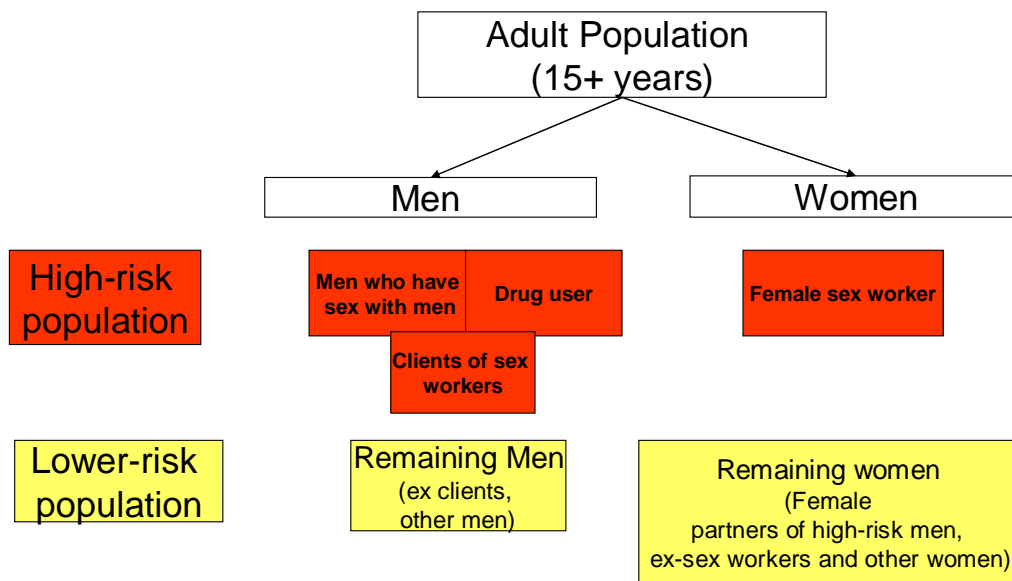 Adult Population
(15+ years)
Men
Women
High-risk
population
Men who have
sex with men
Drug user
Female sex worker
Clients of sex
workers
Lower-risk
population
Remaining Men
(ex clients,
other men)
Remaining women
(Female
partners of high-risk men,
ex-sex workers and other women)